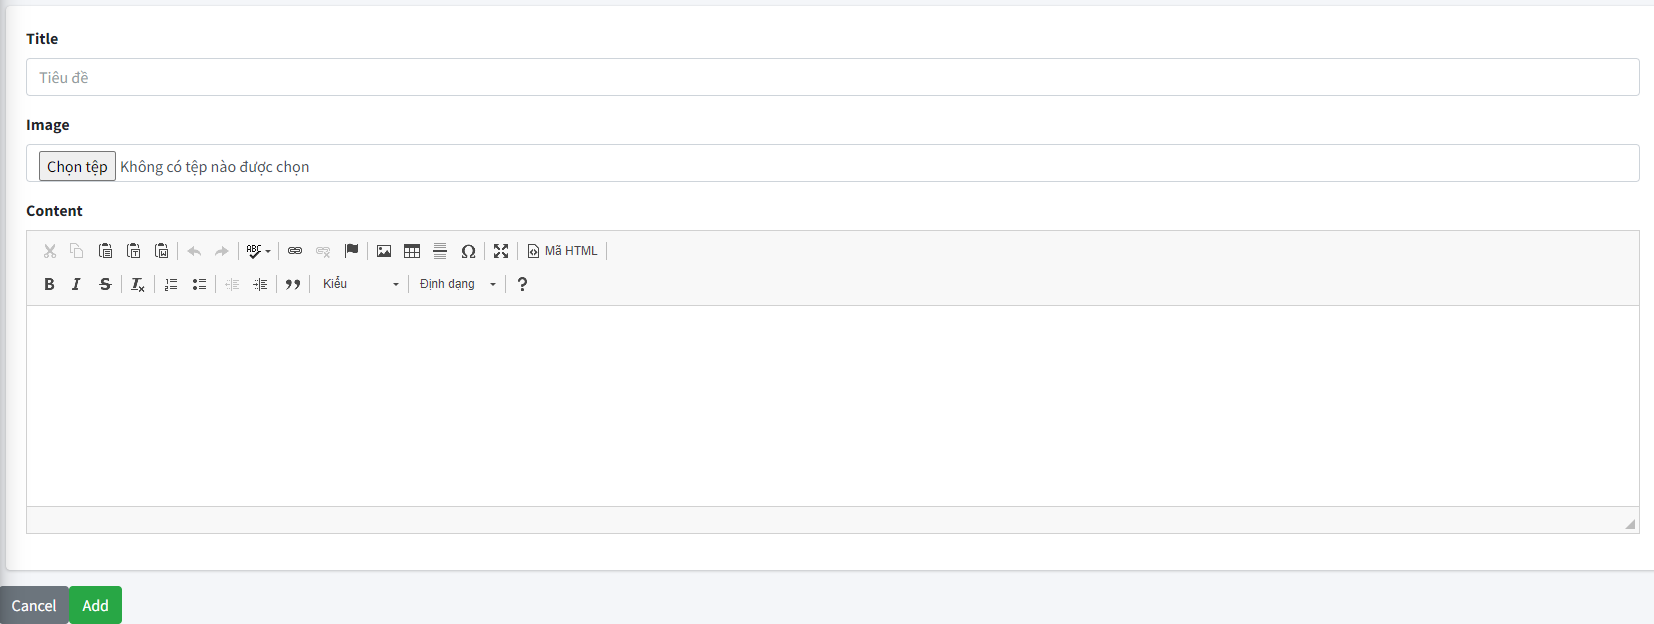 Title
Tiêu đề
Image
Chọn tệp Không có tệp nào được chọn
Content
Mã HTML
Kiểu Định dạng
Cancel Add